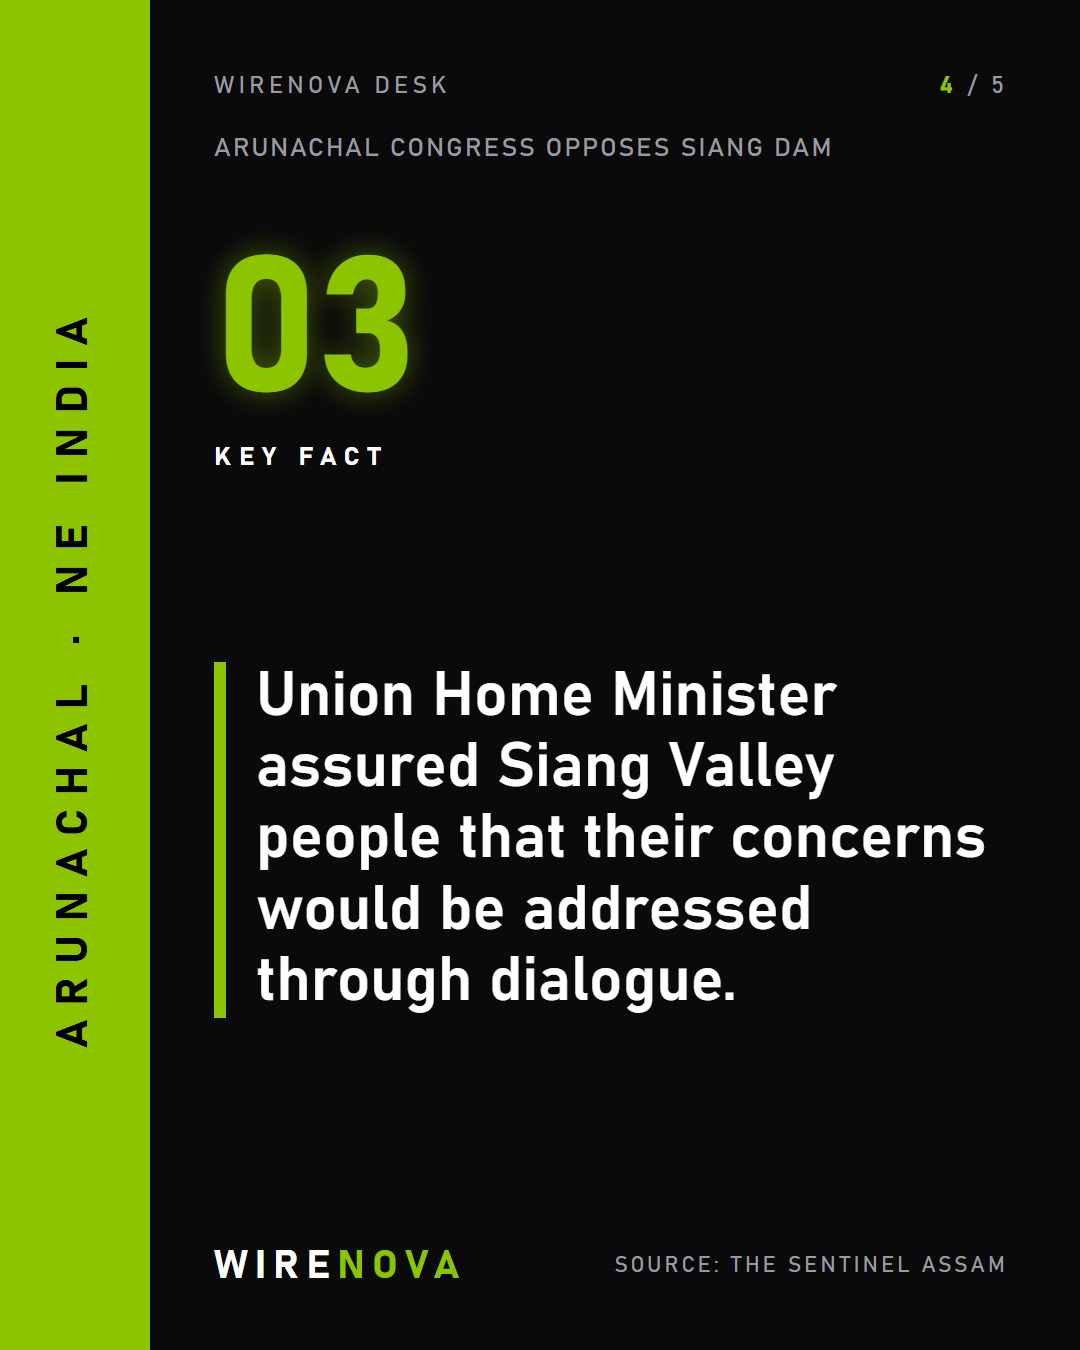 ARUNACHAL · NE INDIA
WIRENOVA DESK
4 / 5
ARUNACHAL CONGRESS OPPOSES SIANG DAM
03
KEY FACT
Union Home Minister
assured Siang Valley
people that their concerns
would be addressed
through dialogue.
WIRENOVA
SOURCE: THE SENTINEL ASSAM